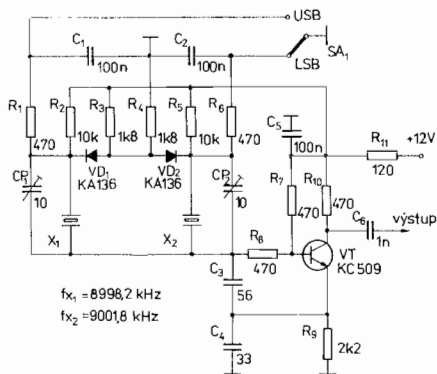 USB
LSB
SA₁
C₁
100n
C₂
100n
R₁
470
R₂
10k
R₃
1k8
R₄
1k8
R₅
10k
R₆
470
C₅
100n
R₁₁
120
+12V
CP₁
10
VD₁
KA136
VD₂
KA136
CP₂
10
R₇
470
R₁₀
470
C₆
1n
výstup
X₁
X₂
R₈
470
VT
KC509
C₃
56
fx₁ = 8998,2 kHz
fx₂ = 9001,8 kHz
C₄
33
R₉
2k2